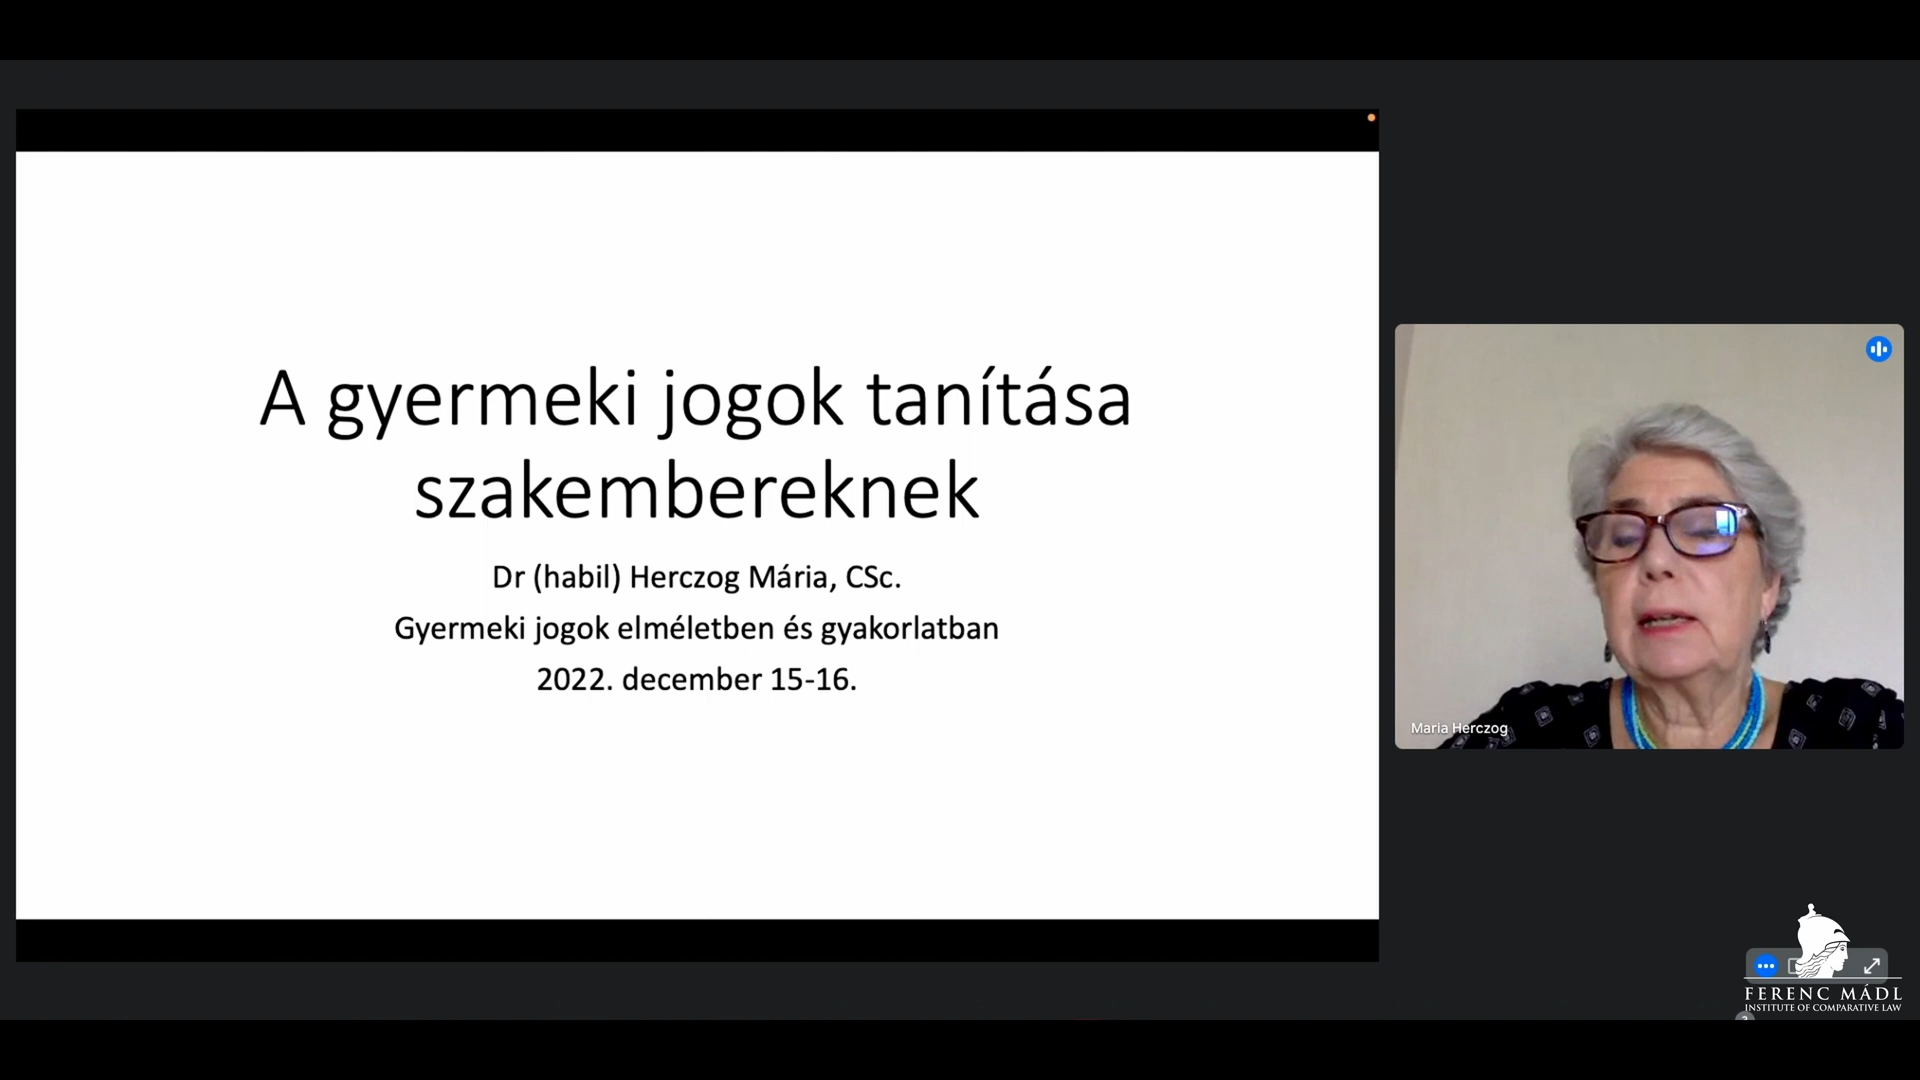 A gyermeki jogok tanítása
szakembereknek
Dr (habil) Herczog Mária, CSc.
Gyermeki jogok elméletben és gyakorlatban
2022. december 15-16.
Maria Herczog
FERENC MÁDL
INSTITUTE OF COMPARATIVE LAW